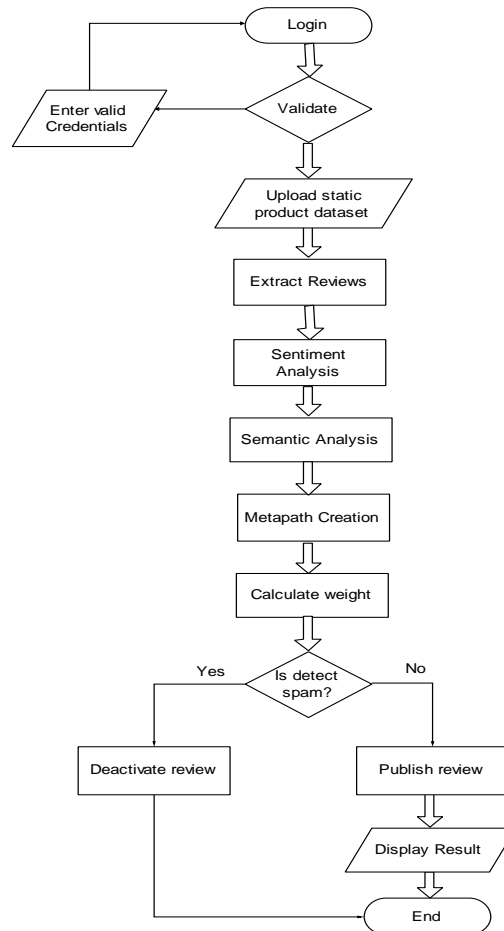 Login
Validate
Enter valid
Credentials
Upload static
product dataset
Extract Reviews
Sentiment
Analysis
Semantic Analysis
Metapath Creation
Calculate weight
Is detect
spam?
Yes
No
Deactivate review
Publish review
Display Result
End